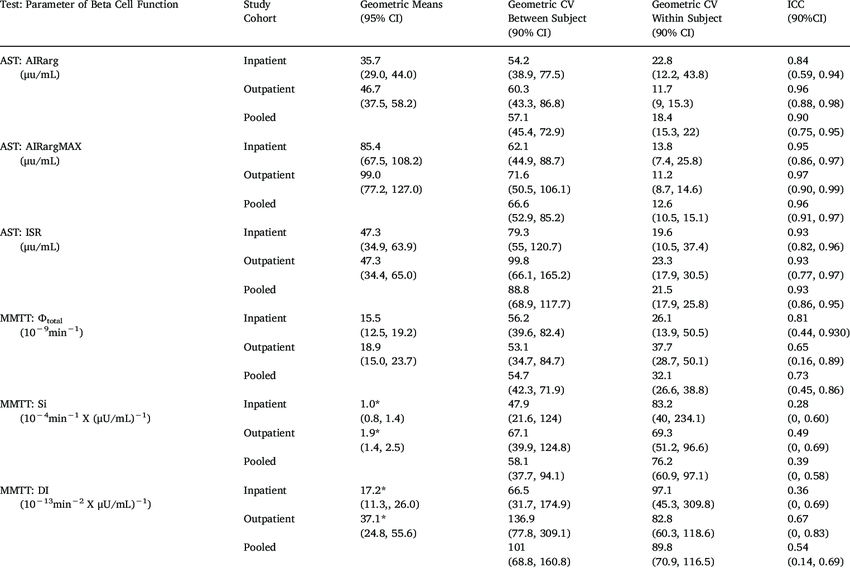 Test: Parameter of Beta Cell Function Study Geometric Means Geometric CV Geometric CV ICC
Cohort (95% CI) Between Subject Within Subject (90%CI)
(90% CI) (90% CI)
AST: AIRarg Inpatient 35.7 54.2 22.8 0.84
(μu/mL) (29.0, 44.0) (38.9, 77.5) (12.2, 43.8) (0.59, 0.94)
Outpatient 46.7 60.3 11.7 0.96
(37.5, 58.2) (43.3, 86.8) (9, 15.3) (0.88, 0.98)
Pooled 57.1 18.4 0.90
(45.4, 72.9) (15.3, 22) (0.75, 0.95)
AST: AIRargMAX Inpatient 85.4 62.1 13.8 0.95
(μu/mL) (67.5, 108.2) (44.9, 88.7) (7.4, 25.8) (0.86, 0.97)
Outpatient 99.0 71.6 11.2 0.97
(77.2, 127.0) (50.5, 106.1) (8.7, 14.6) (0.90, 0.99)
Pooled 66.6 12.6 0.96
(52.9, 85.2) (10.5, 15.1) (0.91, 0.97)
AST: ISR Inpatient 47.3 79.3 19.6 0.93
(μu/mL) (34.9, 63.9) (55, 120.7) (10.5, 37.4) (0.82, 0.96)
Outpatient 47.3 99.8 23.3 0.93
(34.4, 65.0) (66.1, 165.2) (17.9, 30.5) (0.77, 0.97)
Pooled 88.8 21.5 0.93
(68.9, 117.7) (17.9, 25.8) (0.86, 0.95)
MMTT: Φtotal Inpatient 15.5 56.2 26.1 0.81
(10−9min−1) (12.5, 19.2) (39.6, 82.4) (13.9, 50.5) (0.44, 0.930)
Outpatient 18.9 53.1 37.7 0.65
(15.0, 23.7) (34.7, 84.7) (28.7, 50.1) (0.16, 0.89)
Pooled 54.7 32.1 0.73
(42.3, 71.9) (26.6, 38.8) (0.45, 0.86)
MMTT: Si Inpatient 1.0* 47.9 83.2 0.28
(10−4min−1 X (μU/mL)−1) (0.8, 1.4) (21.6, 124) (40, 234.1) (0, 0.60)
Outpatient 1.9* 67.1 69.3 0.49
(1.4, 2.5) (39.9, 124.8) (51.2, 96.6) (0, 0.69)
Pooled 58.1 76.2 0.39
(37.7, 94.1) (60.9, 97.1) (0, 0.58)
MMTT: DI Inpatient 17.2* 66.5 97.1 0.36
(10−13min−2 X μU/mL)−1) (11.3,, 26.0) (31.7, 174.9) (45.3, 309.8) (0, 0.69)
Outpatient 37.1* 136.9 82.8 0.67
(24.8, 55.6) (77.8, 309.1) (60.3, 118.6) (0, 0.83)
Pooled 101 89.8 0.54
(68.8, 160.8) (70.9, 116.5) (0.14, 0.69)